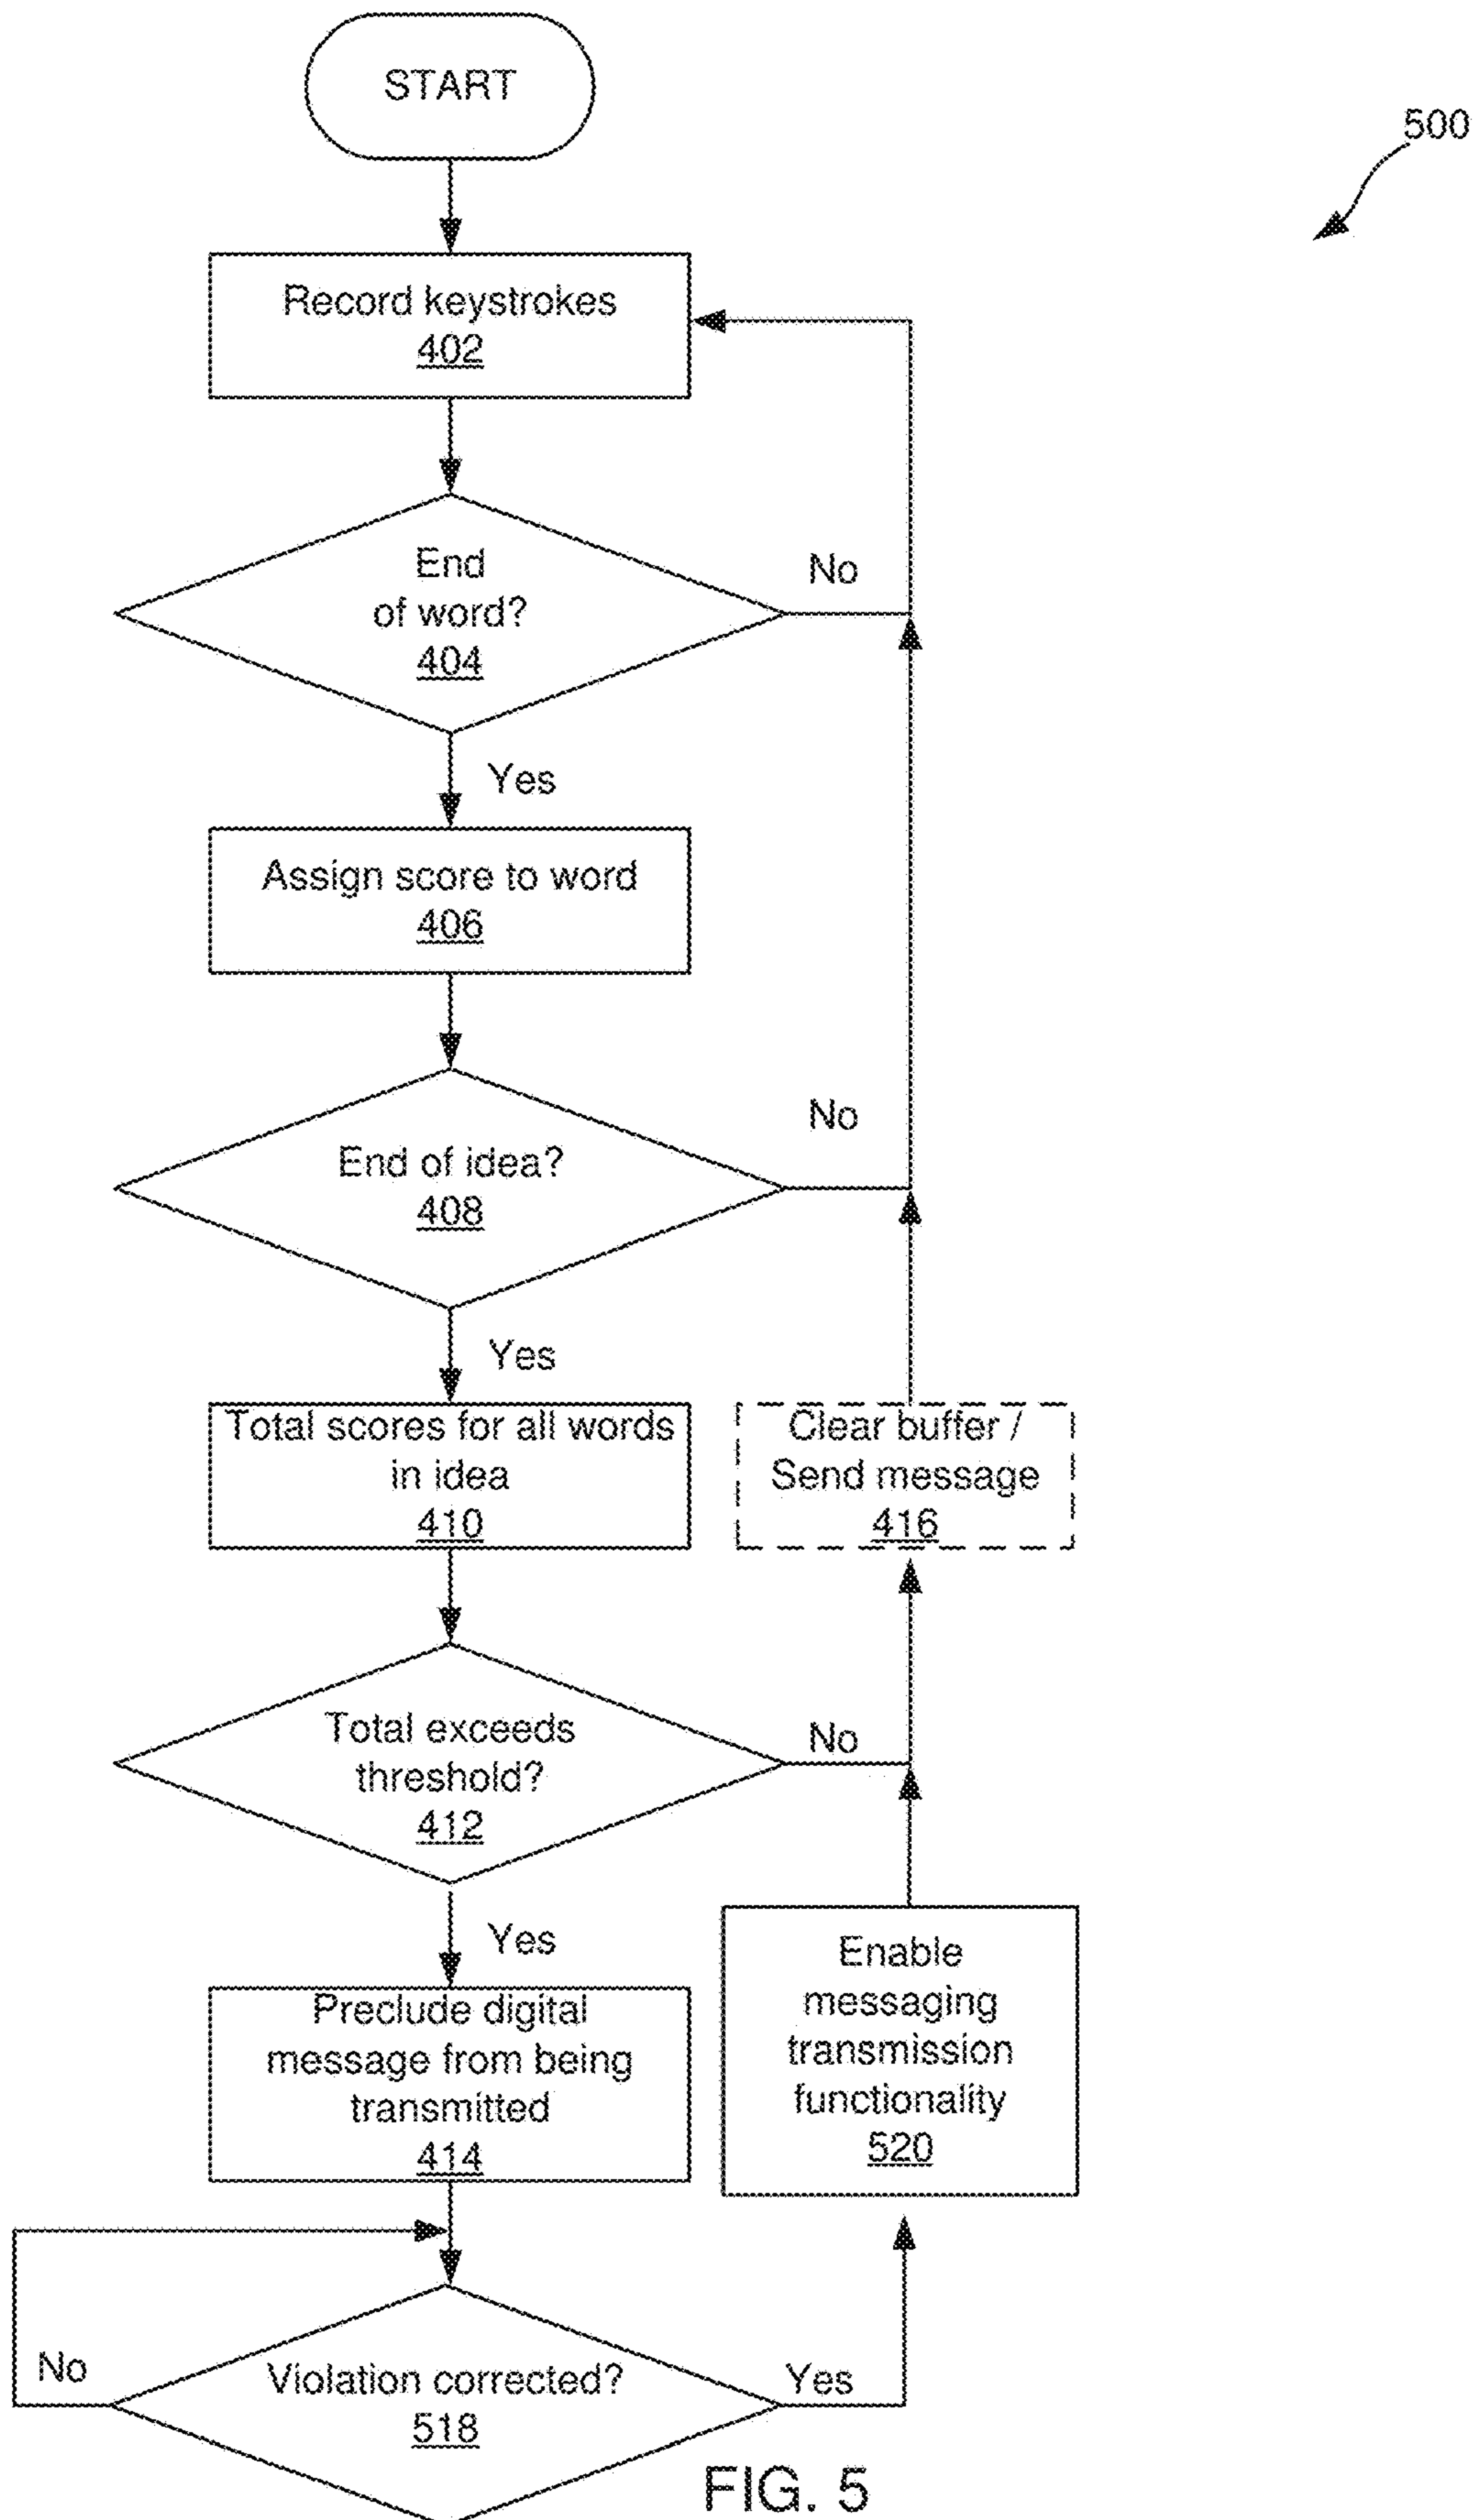 START
500
Record keystrokes
402
End
of word?
404
No
Yes
Assign score to word
406
End of idea?
408
No
Yes
Total scores for all words
in idea
410
Clear buffer /
Send message
416
Total exceeds
threshold?
412
No
Yes
Preclude digital
message from being
transmitted
414
Enable
messaging
transmission
functionality
520
No
Violation corrected?
518
Yes
FIG. 5